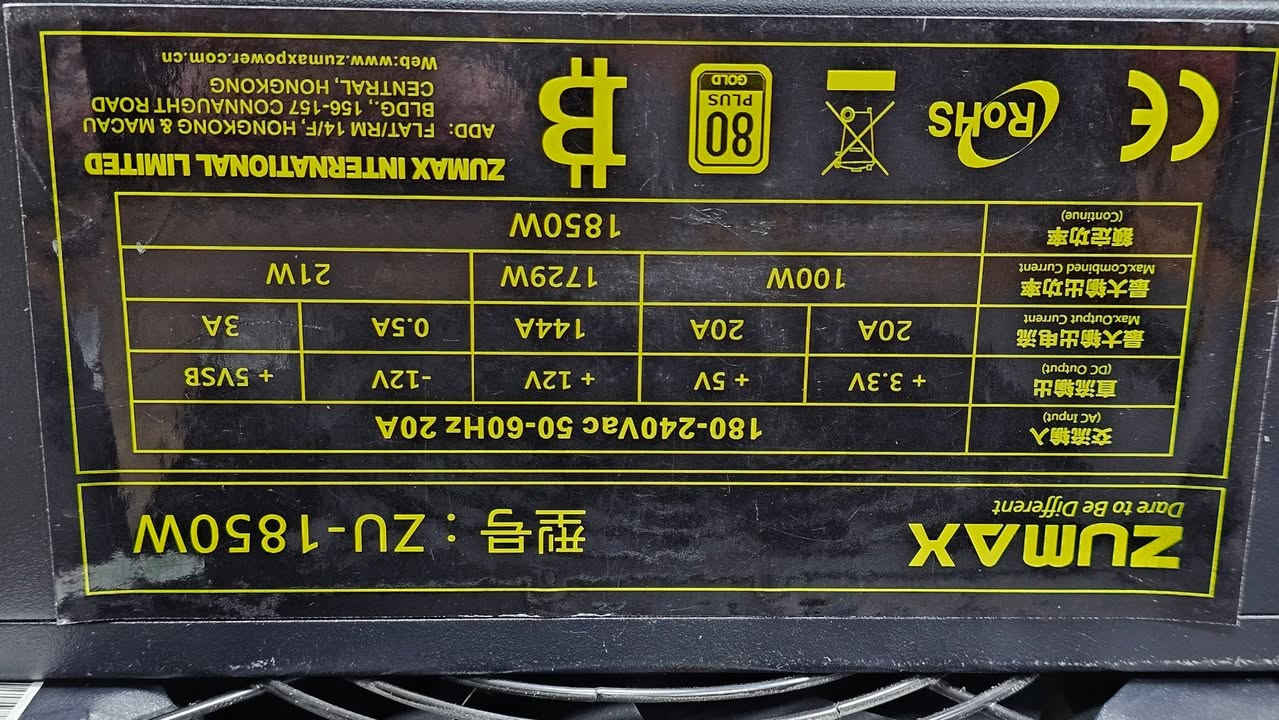 ZUMAX
Dare to Be Different
型号：ZU-1850W
交流输入
(AC Input)
180-240Vac 50-60Hz 20A
直流输出
(DC Output)
+ 3.3V
+ 5V
+ 12V
-12V
+ 5VSB
最大输出电流
Max.Output Current
20A
20A
144A
0.5A
3A
最大输出功率
Max.Combined Current
100W
1729W
21W
额定功率
(Continue)
1850W
CE
RoHS
80
PLUS
GOLD
ZUMAX INTERNATIONAL LIMITED
ADD: FLAT/RM 14/F, HONGKONG & MACAU
BLDG., 156-157 CONNAUGHT ROAD
CENTRAL, HONGKONG
Web:www.zumaxpower.com.cn